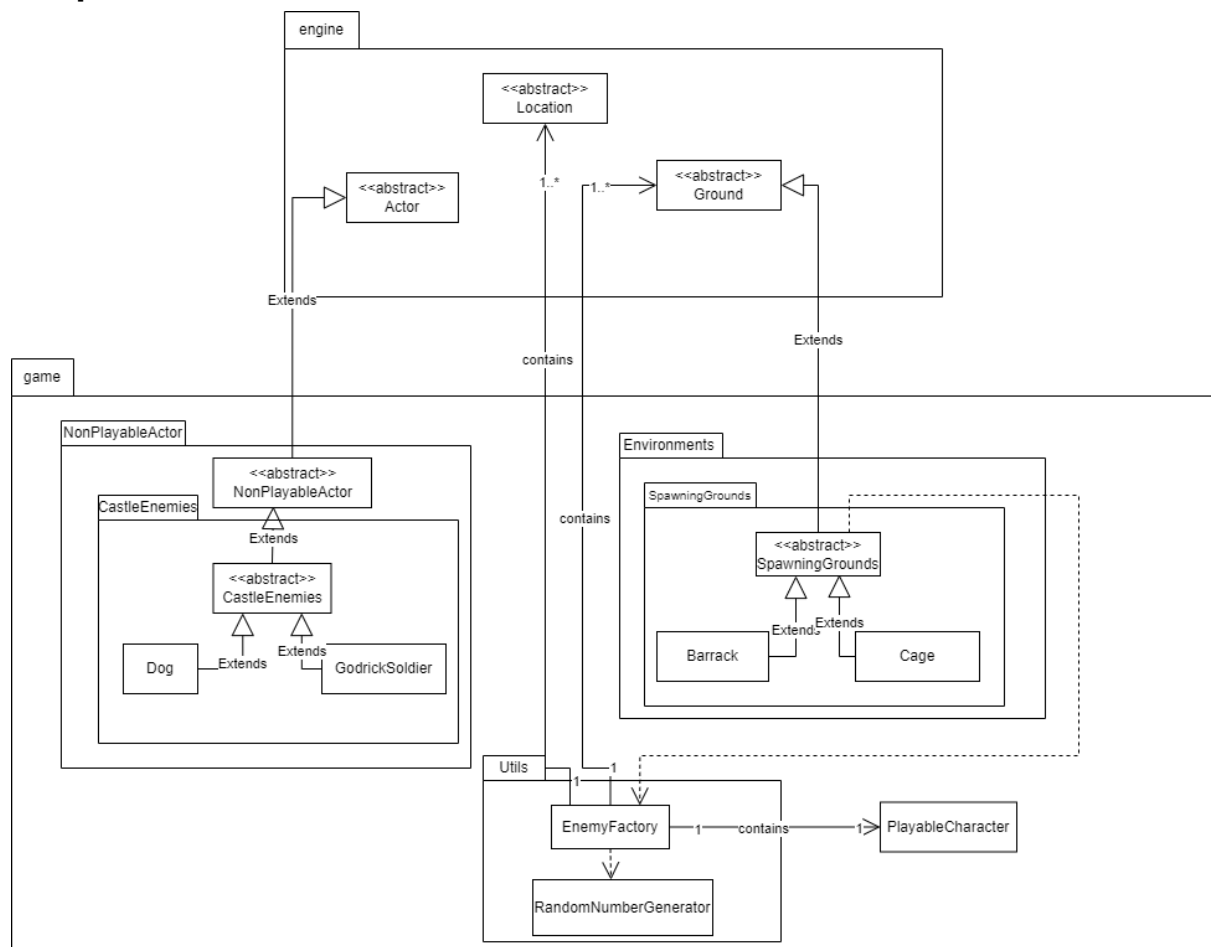 engine
<<abstract>>
Location
1..*
1..*
<<abstract>>
Ground
<<abstract>>
Actor
Extends
Extends
contains
game
NonPlayableActor
<<abstract>>
NonPlayableActor
CastleEnemies
Extends
<<abstract>>
CastleEnemies
Dog
Extends
Extends
GodrickSoldier
contains
Environments
SpawningGrounds
<<abstract>>
SpawningGrounds
Extends
Extends
Barrack
Cage
Utils
1
1
EnemyFactory
1
contains
1
PlayableCharacter
RandomNumberGenerator